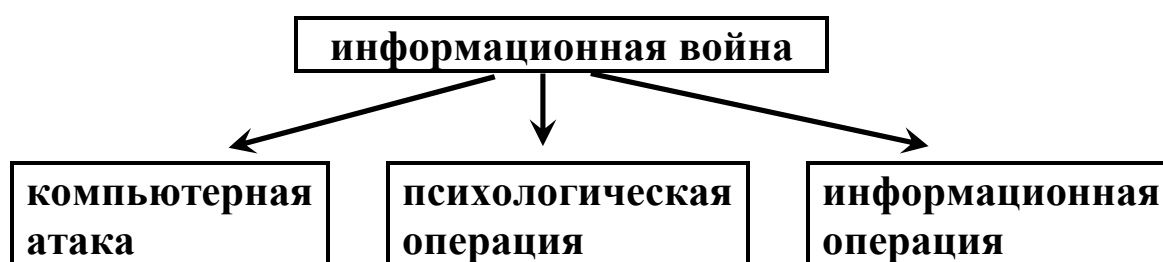 информационная война
компьютерная
атака
психологическая
операция
информационная
операция